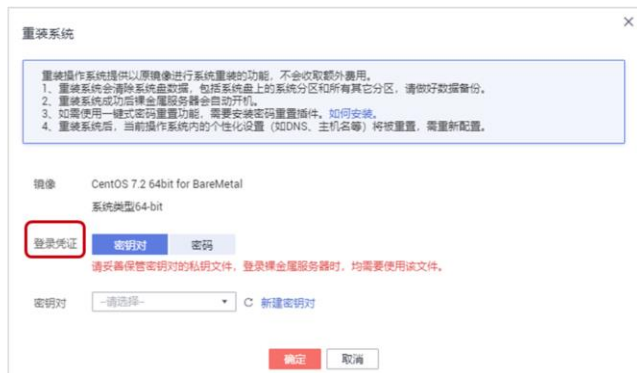 重装系统
重装操作系统提供以原镜像进行系统重装的功能，不会收取额外费用。
1、重装系统会清除系统盘数据，包括系统盘上的系统分区和所有其它分区，请做好数据备份。
2、重装系统成功后裸金属服务器会自动开机。
3、如需使用一键式密码重置功能，需要安装密码重置插件。如何安装。
4、重装系统后，当前操作系统内的个性化设置（如DNS、主机名等）将被重置，需重新配置。
镜像 CentOS 7.2 64bit for BareMetal
系统类型64-bit
登录凭证 密钥对 密码
请妥善保管密钥对的私钥文件，登录裸金属服务器时，均需要使用该文件。
密钥对 --请选择-- 新建密钥对
确定 取消